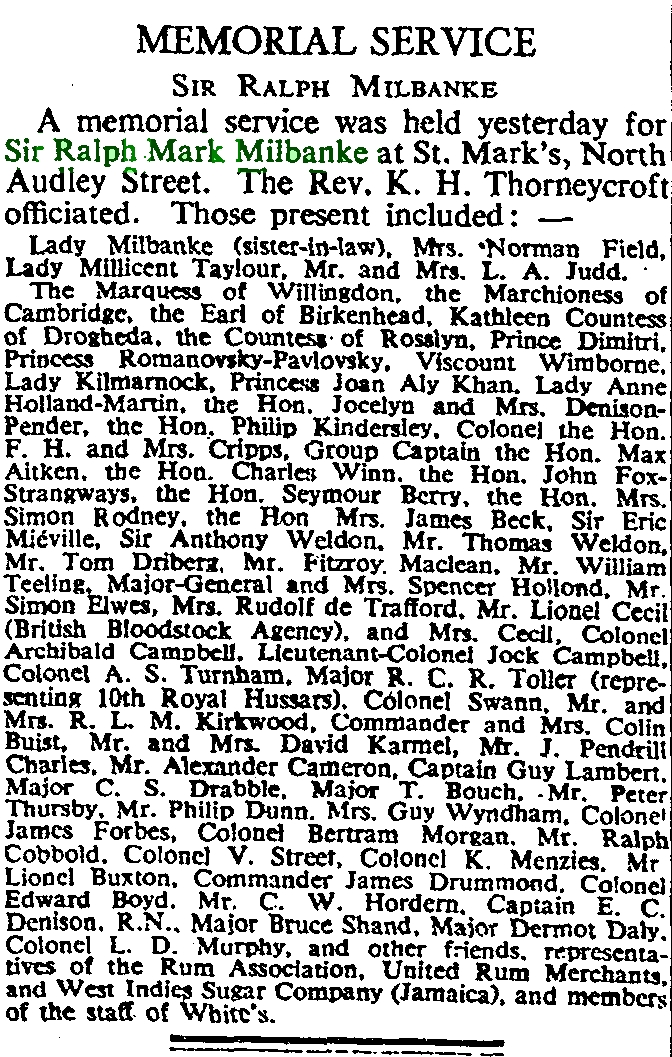 MEMORIAL SERVICE
SIR RALPH MILBANKE
A memorial service was held yesterday for
Sir Ralph Mark Milbanke at St. Mark's, North
Audley Street. The Rev. K. H. Thorneycroft
officiated. Those present included: —
Lady Milbanke (sister-in-law), Mrs. Norman Field,
Lady Millicent Taylour, Mr. and Mrs. L. A. Judd.
The Marquess of Willingdon, the Marchioness of
Cambridge, the Earl of Birkenhead, Kathleen Countess
of Drogheda, the Countess of Rosslyn, Prince Dimitri,
Princess Romanovsky-Pavlovsky, Viscount Wimborne,
Lady Kilmarnock, Princess Joan Aly Khan, Lady Anne
Holland-Martin, the Hon. Jocelyn and Mrs. Denison-
Pender, the Hon. Philip Kindersley, Colonel the Hon.
F. H. and Mrs. Cripps, Group Captain the Hon. Max
Aitken, the Hon. Charles Winn, the Hon. John Fox-
Strangways, the Hon. Seymour Berry, the Hon. Mrs.
Simon Rodney, the Hon Mrs. James Beck, Sir Eric
Miéville, Sir Anthony Weldon, Mr. Thomas Weldon,
Mr. Tom Driberg, Mr. Fitzroy Maclean, Mr. William
Teeling, Major-General and Mrs. Spencer Hollond, Mr.
Simon Elwes, Mrs. Rudolf de Trafford, Mr. Lionel Cecil
(British Bloodstock Agency), and Mrs. Cecil, Colonel
Archibald Campbell, Lieutenant-Colonel Jock Campbell,
Colonel A. S. Turnham, Major R. C. R. Toller (repre-
senting 10th Royal Hussars), Colonel Swann, Mr. and
Mrs. R. L. M. Kirkwood, Commander and Mrs. Colin
Buist, Mr. and Mrs. David Karmel, Mr. J. Pendrill
Charles, Mr. Alexander Cameron, Captain Guy Lambert,
Major C. S. Drabble, Major T. Bouch, Mr. Peter
Thursby, Mr. Philip Dunn, Mrs. Guy Wyndham, Colonel
James Forbes, Colonel Bertram Morgan, Mr. Ralph
Cobbold, Colonel V. Street, Colonel K. Menzies, Mr
Lionel Buxton, Commander James Drummond, Colonel
Edward Boyd, Mr. C. W. Hordern, Captain E. C.
Denison, R.N., Major Bruce Shand, Major Dermot Daly,
Colonel L. D. Murphy, and other friends, representa-
tives of the Rum Association, United Rum Merchants,
and West Indies Sugar Company (Jamaica), and members
of the staff of White's.